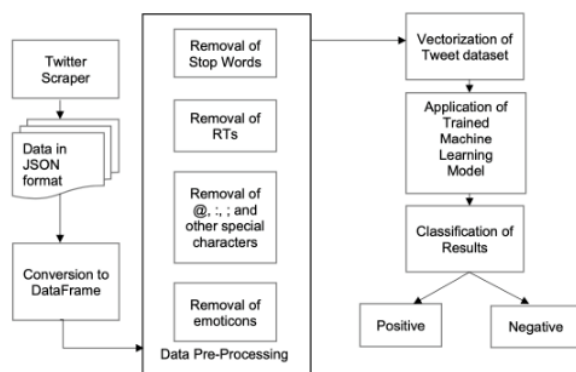 Twitter
Scraper
Data in
JSON
format
Conversion to
DataFrame
Removal of
Stop Words
Removal of
RTs
Removal of
@, :, ; and
other special
characters
Removal of
emoticons
Data Pre-Processing
Vectorization of
Tweet dataset
Application of
Trained
Machine
Learning
Model
Classification of
Results
Positive
Negative